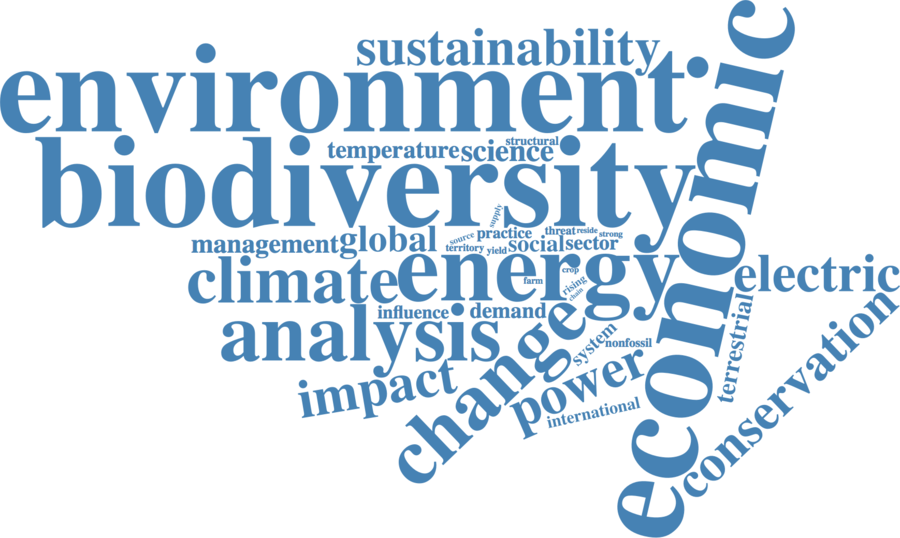 sustainability
environment
economic
biodiversity
structural
temperature
science
supply
source
practice
threat
reside
strong
management
global
territory
yield
social
sector
climate
energy
crop
farm
rising
chain
electric
influence
demand
analysis
change
system
nonfossil
terrestrial
conservation
impact
power
international